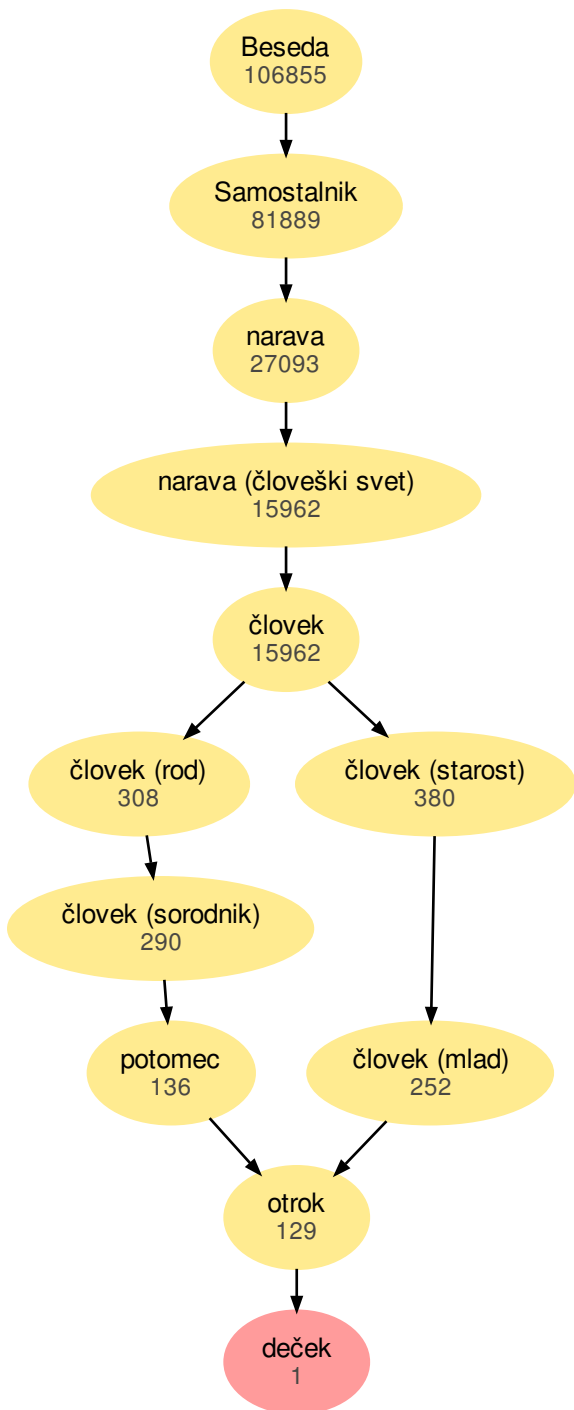 Beseda
106855
Samostalnik
81889
narava
27093
narava (človeški svet)
15962
človek
15962
človek (rod)
308
človek (starost)
380
človek (sorodnik)
290
potomec
136
človek (mlad)
252
otrok
129
deček
1